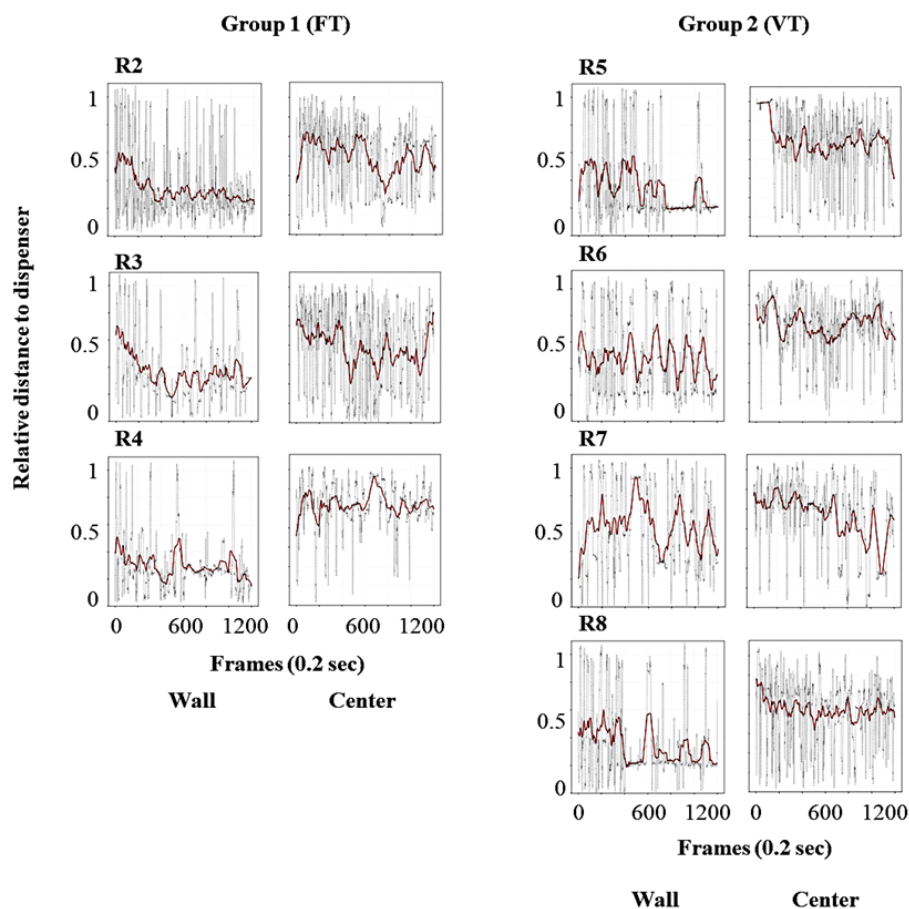 Group 1 (FT)
Group 2 (VT)
Relative distance to dispenser
R2
1
0.5
0
R3
1
0.5
0
R4
1
0.5
0
0 600 1200 0 600 1200
Frames (0.2 sec)
Wall Center
R5
1
0.5
0
R6
1
0.5
0
R7
1
0.5
0
R8
1
0.5
0
0 600 1200 0 600 1200
Frames (0.2 sec)
Wall Center